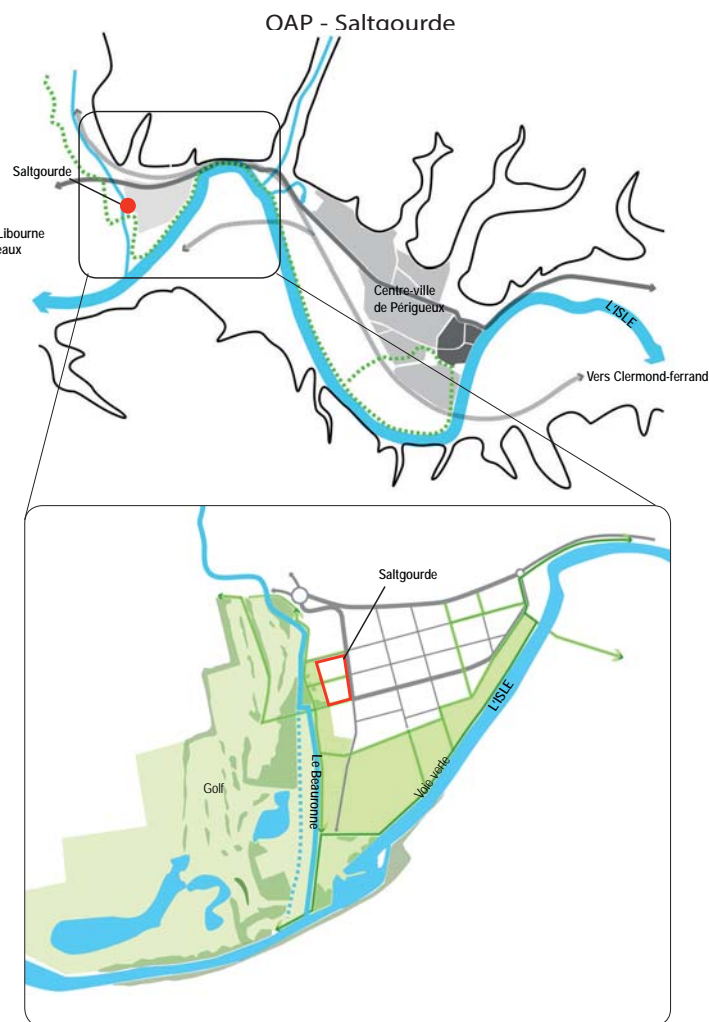 OAP - Saltgourde
Saltgourde
Libourne
eaux
Centre-ville
de Périgueux
L'ISLE
Vers Clermond-ferrand
Saltgourde
L'ISLE
Golf
Le Beauronne
Voie verte